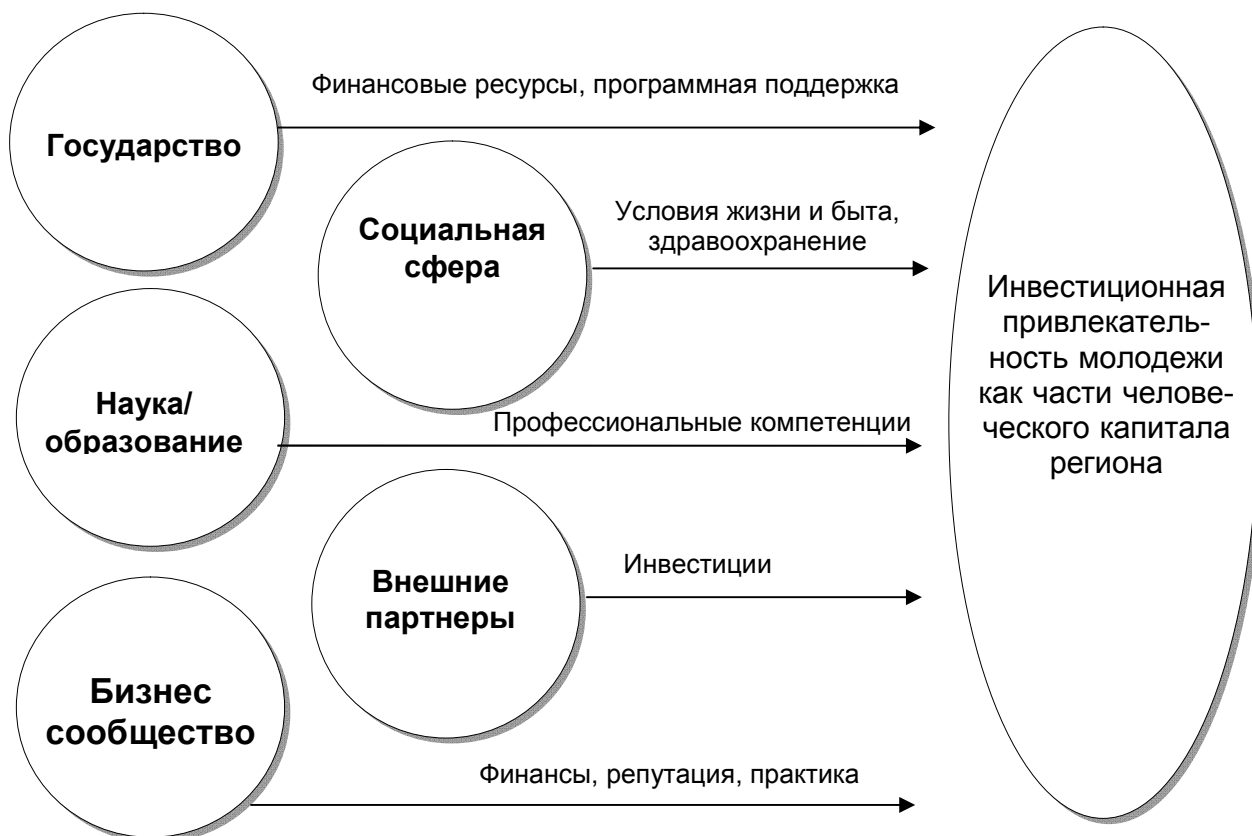 Финансовые ресурсы, программная поддержка
Государство
Социальная
сфера
Условия жизни и быта,
здравоохранение
Наука/
образование
Профессиональные компетенции
Внешние
партнеры
Инвестиции
Бизнес
сообщество
Финансы, репутация, практика
Инвестиционная
привлекатель-
ность молодежи
как части челове-
ческого капитала
региона